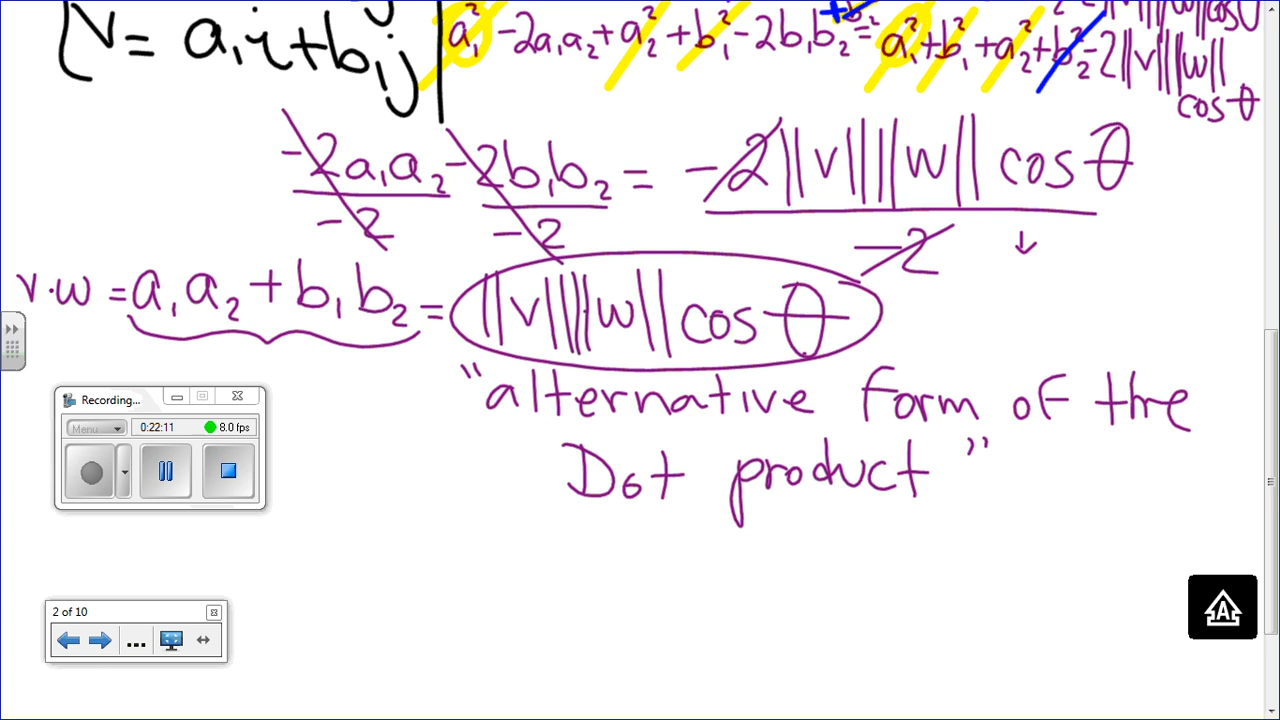 v = a₁i + b₁j
a₁² - 2a₁a₂ + a₂² + b₁² - 2b₁b₂ + b₂² = a₁² + b₁² + a₂² + b₂² - 2||v|| ||w||
cos θ
-2a₁a₂ - 2b₁b₂ = -2||v|| ||w|| cos θ
-2 -2 -2 ↓
v·w = a₁a₂ + b₁b₂ = ||v|| ||w|| cos θ
"alternative form of the
Dot product"
Recording...
Menu 0:22:11 8.0 fps
2 of 10
...
A